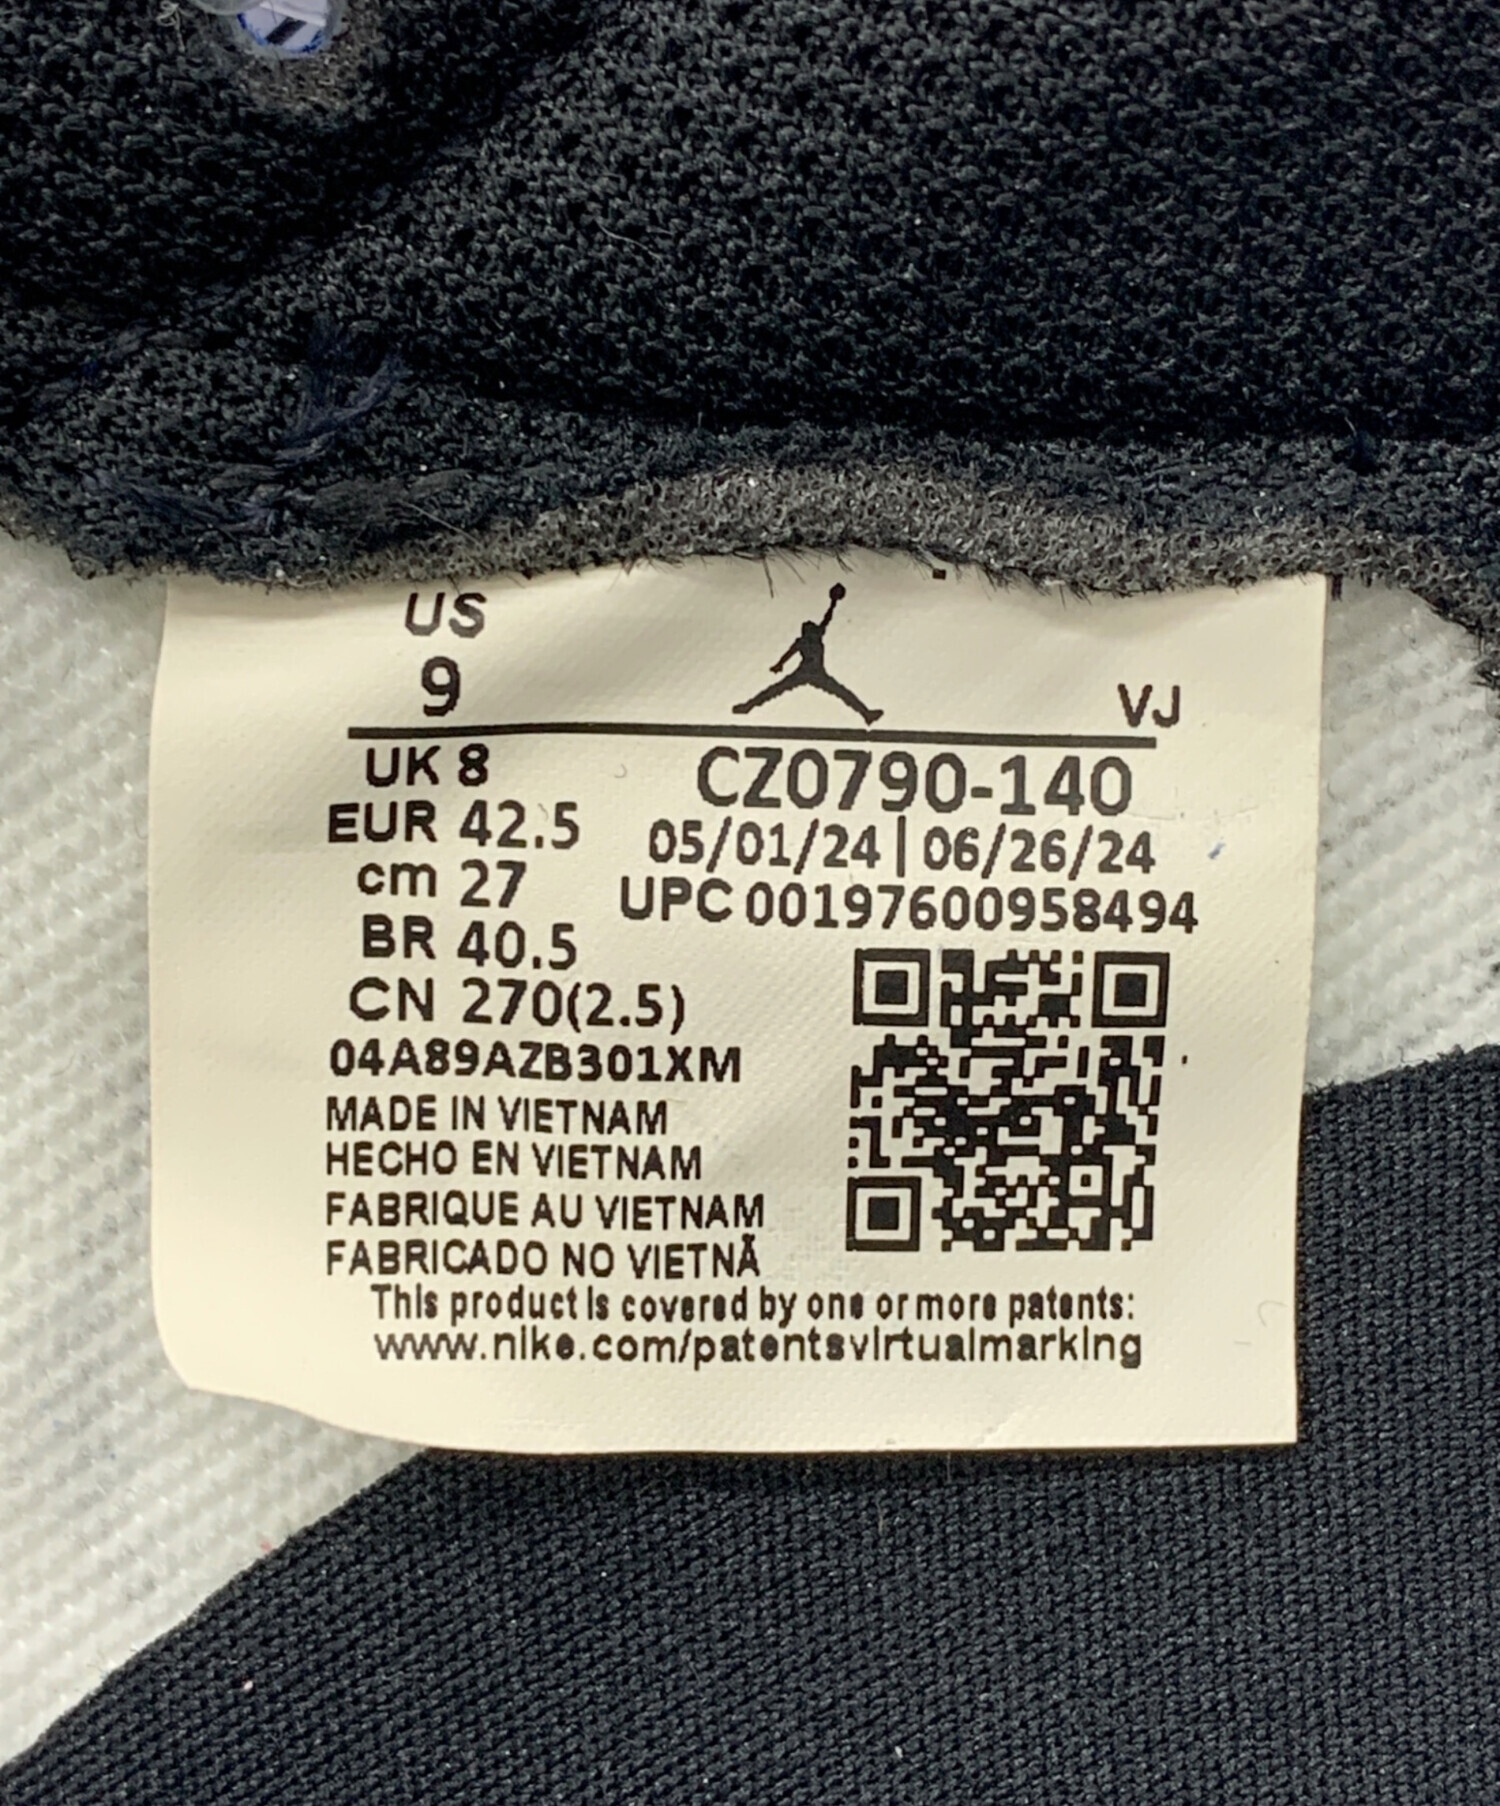 US
9
VJ
UK 8
CZ0790-140
EUR 42.5
05/01/24 | 06/26/24
cm 27
UPC 00197600958494
BR 40.5
CN 270(2.5)
04A89AZB301XM
MADE IN VIETNAM
HECHO EN VIETNAM
FABRIQUE AU VIETNAM
FABRICADO NO VIETNÃ
This product is covered by one or more patents:
www.nike.com/patentsvirtualmarking